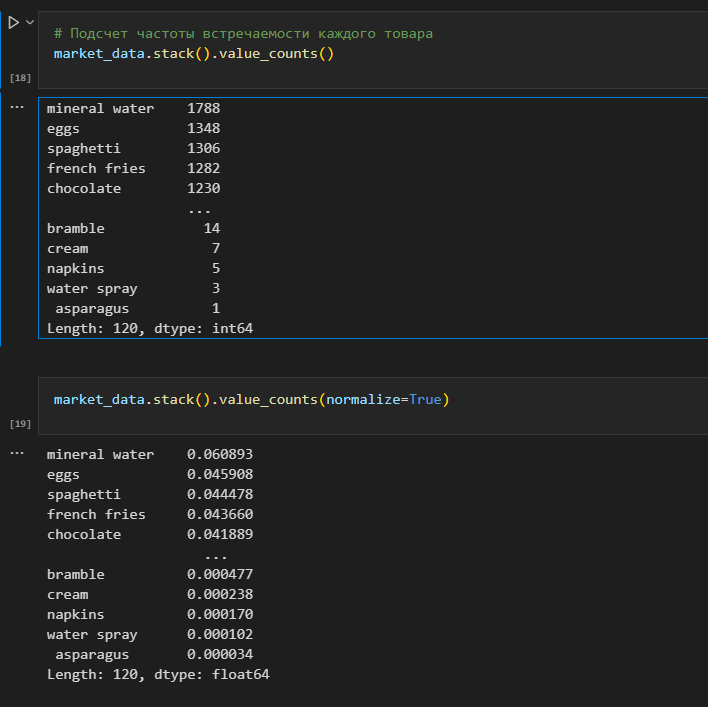 # Подсчет частоты встречаемости каждого товара
market_data.stack().value_counts()
[18]
... mineral water    1788
eggs             1348
spaghetti        1306
french fries     1282
chocolate        1230
                 ...
bramble            14
cream               7
napkins             5
water spray         3
 asparagus          1
Length: 120, dtype: int64
market_data.stack().value_counts(normalize=True)
[19]
... mineral water    0.060893
eggs             0.045908
spaghetti        0.044478
french fries     0.043660
chocolate        0.041889
                   ...
bramble          0.000477
cream            0.000238
napkins          0.000170
water spray      0.000102
 asparagus       0.000034
Length: 120, dtype: float64